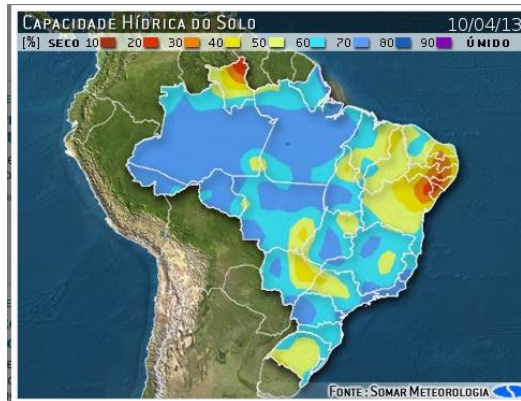 CAPACIDADE HÍDRICA DO SOLO 10/04/13
[%] SECO 10 20 30 40 50 60 70 80 90 ÚMIDO
FONTE: SOMAR METEOROLOGIA